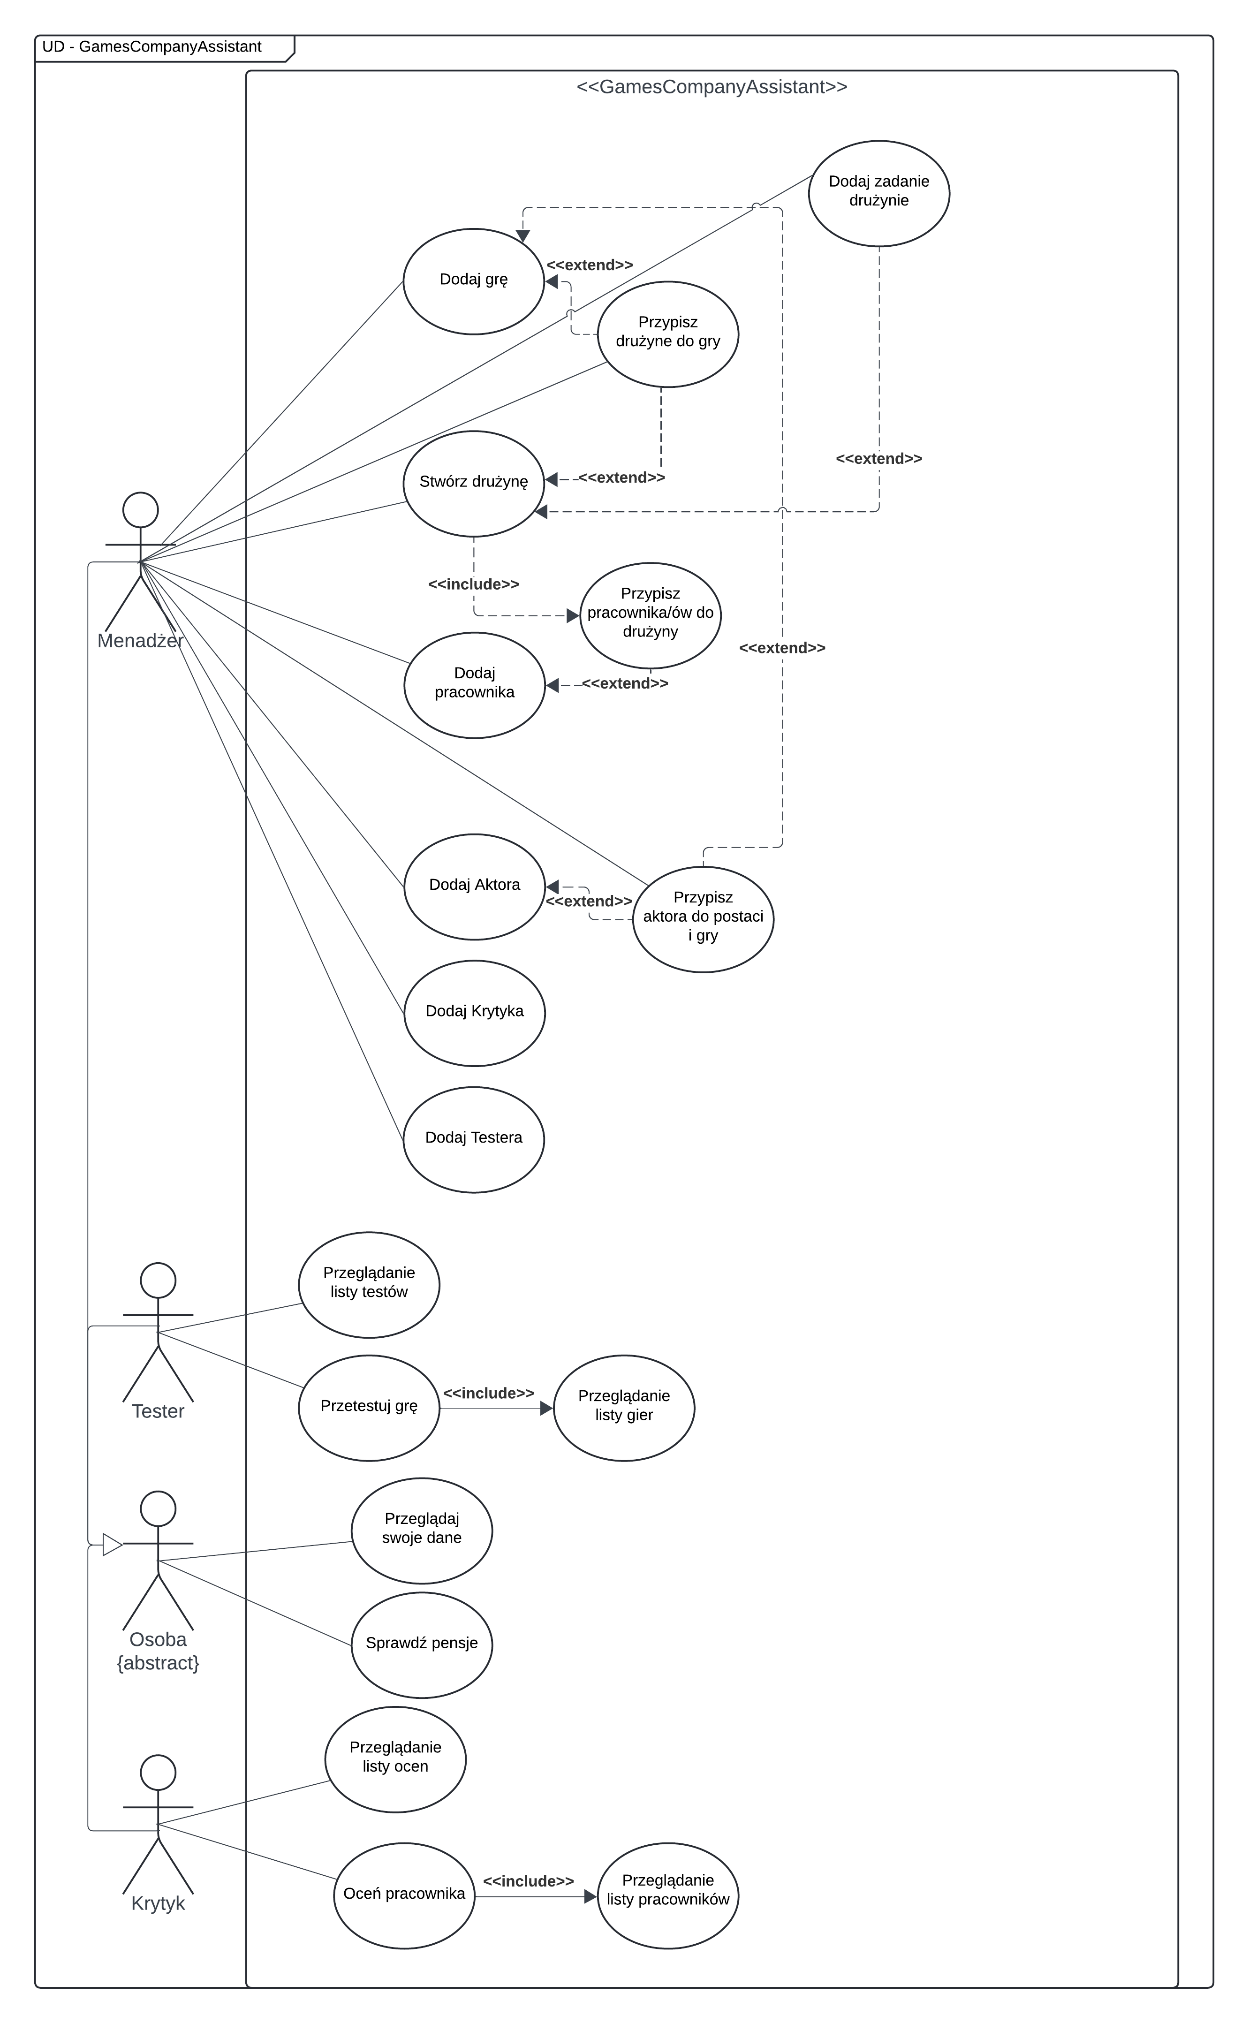 UD - GamesCompanyAssistant
<<GamesCompanyAssistant>>
Dodaj zadanie
drużynie
<<extend>>
Dodaj grę
Przypisz
drużyne do gry
<<extend>>
Stwórz drużynę
<<extend>>
<<include>>
Przypisz
pracownika/ów do
drużyny
Menadżer
<<extend>>
Dodaj
pracownika
<<extend>>
Dodaj Aktora
<<extend>>
Przypisz
aktora do postaci
i gry
Dodaj Krytyka
Dodaj Testera
Przeglądanie
listy testów
Tester
Przetestuj grę
<<include>>
Przeglądanie
listy gier
Przeglądaj
swoje dane
Osoba
{abstract}
Sprawdź pensje
Przeglądanie
listy ocen
Krytyk
Oceń pracownika
<<include>>
Przeglądanie
listy pracowników